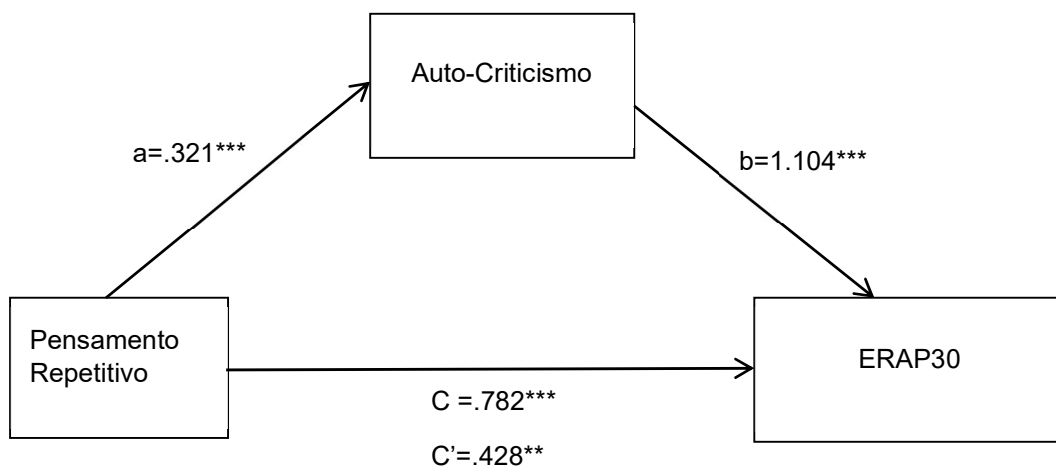 Auto-Criticismo
a=.321***
b=1.104***
Pensamento
Repetitivo
ERAP30
C =.782***
C’=.428**